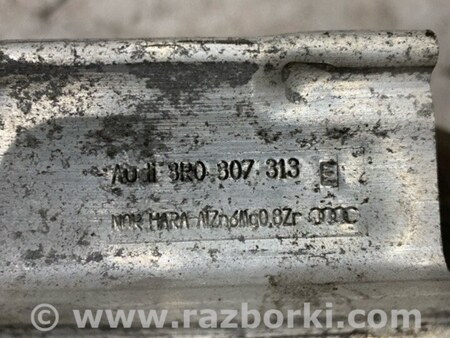 AUDI 8R0 807 313 E
NOR HARA AlZn6Mg0.8Zr
www.razborki.com